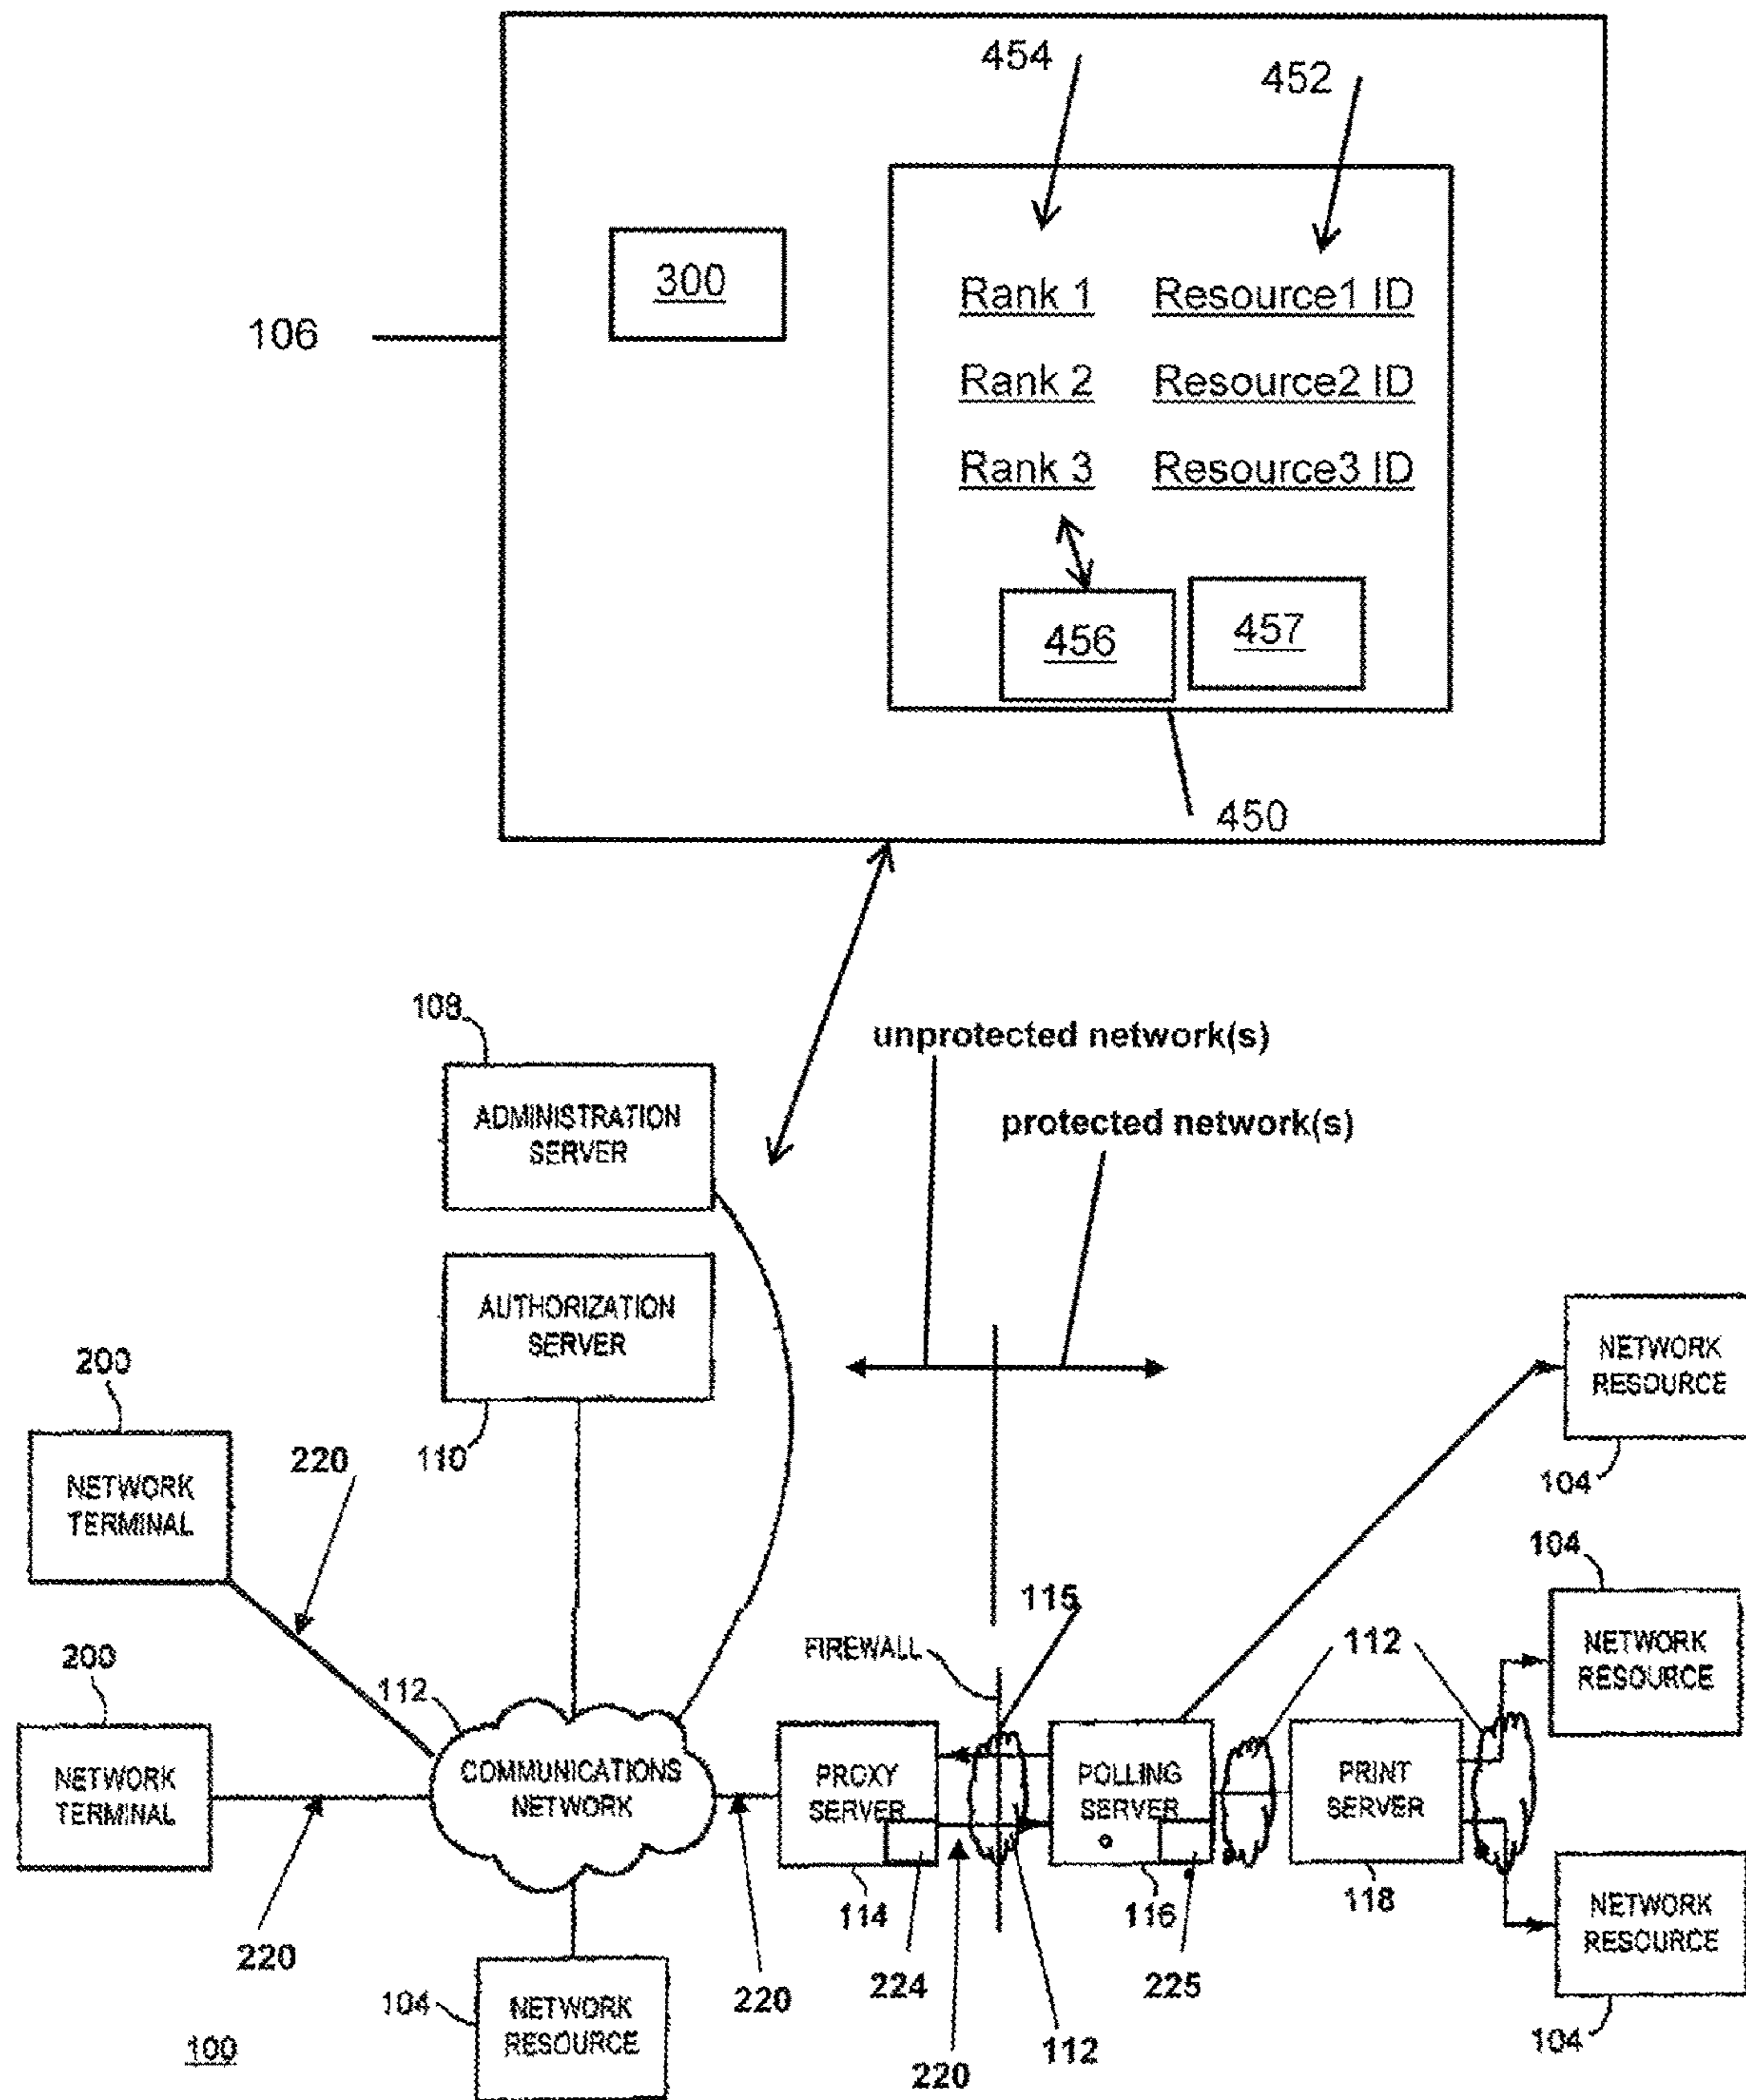 454
452
300
106
Rank 1 Resource1 ID
Rank 2 Resource2 ID
Rank 3 Resource3 ID
456
457
450
108
unprotected network(s)
ADMINISTRATION
SERVER
protected network(s)
AUTHORIZATION
SERVER
110
200
220
NETWORK
TERMINAL
NETWORK
RESOURCE
104
104
NETWORK
RESOURCE
115
FIREWALL
112
200
112
NETWORK
TERMINAL
COMMUNICATIONS
NETWORK
PROXY
SERVER
POLLING
SERVER
PRINT
SERVER
220
220
114
224
220
112
116
225
118
NETWORK
RESOURCE
104
104
NETWORK
RESOURCE
100